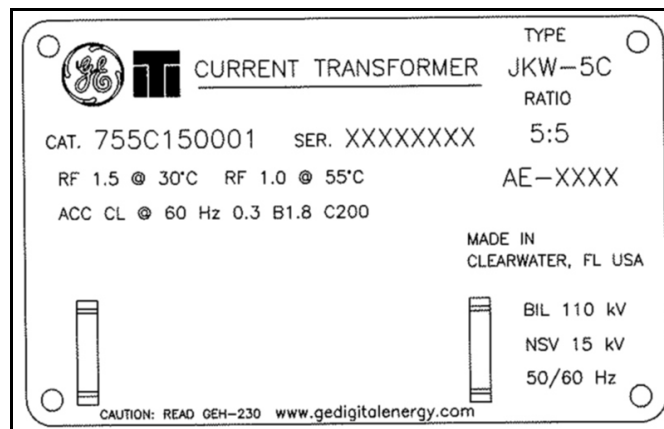 TYPE
GE ITI CURRENT TRANSFORMER JKW-5C
RATIO
CAT. 755C150001 SER. XXXXXXXX 5:5
RF 1.5 @ 30°C RF 1.0 @ 55°C AE-XXXX
ACC CL @ 60 Hz 0.3 B1.8 C200
MADE IN
CLEARWATER, FL USA
BIL 110 kV
NSV 15 kV
50/60 Hz
CAUTION: READ GEH-230 www.gedigitalenergy.com